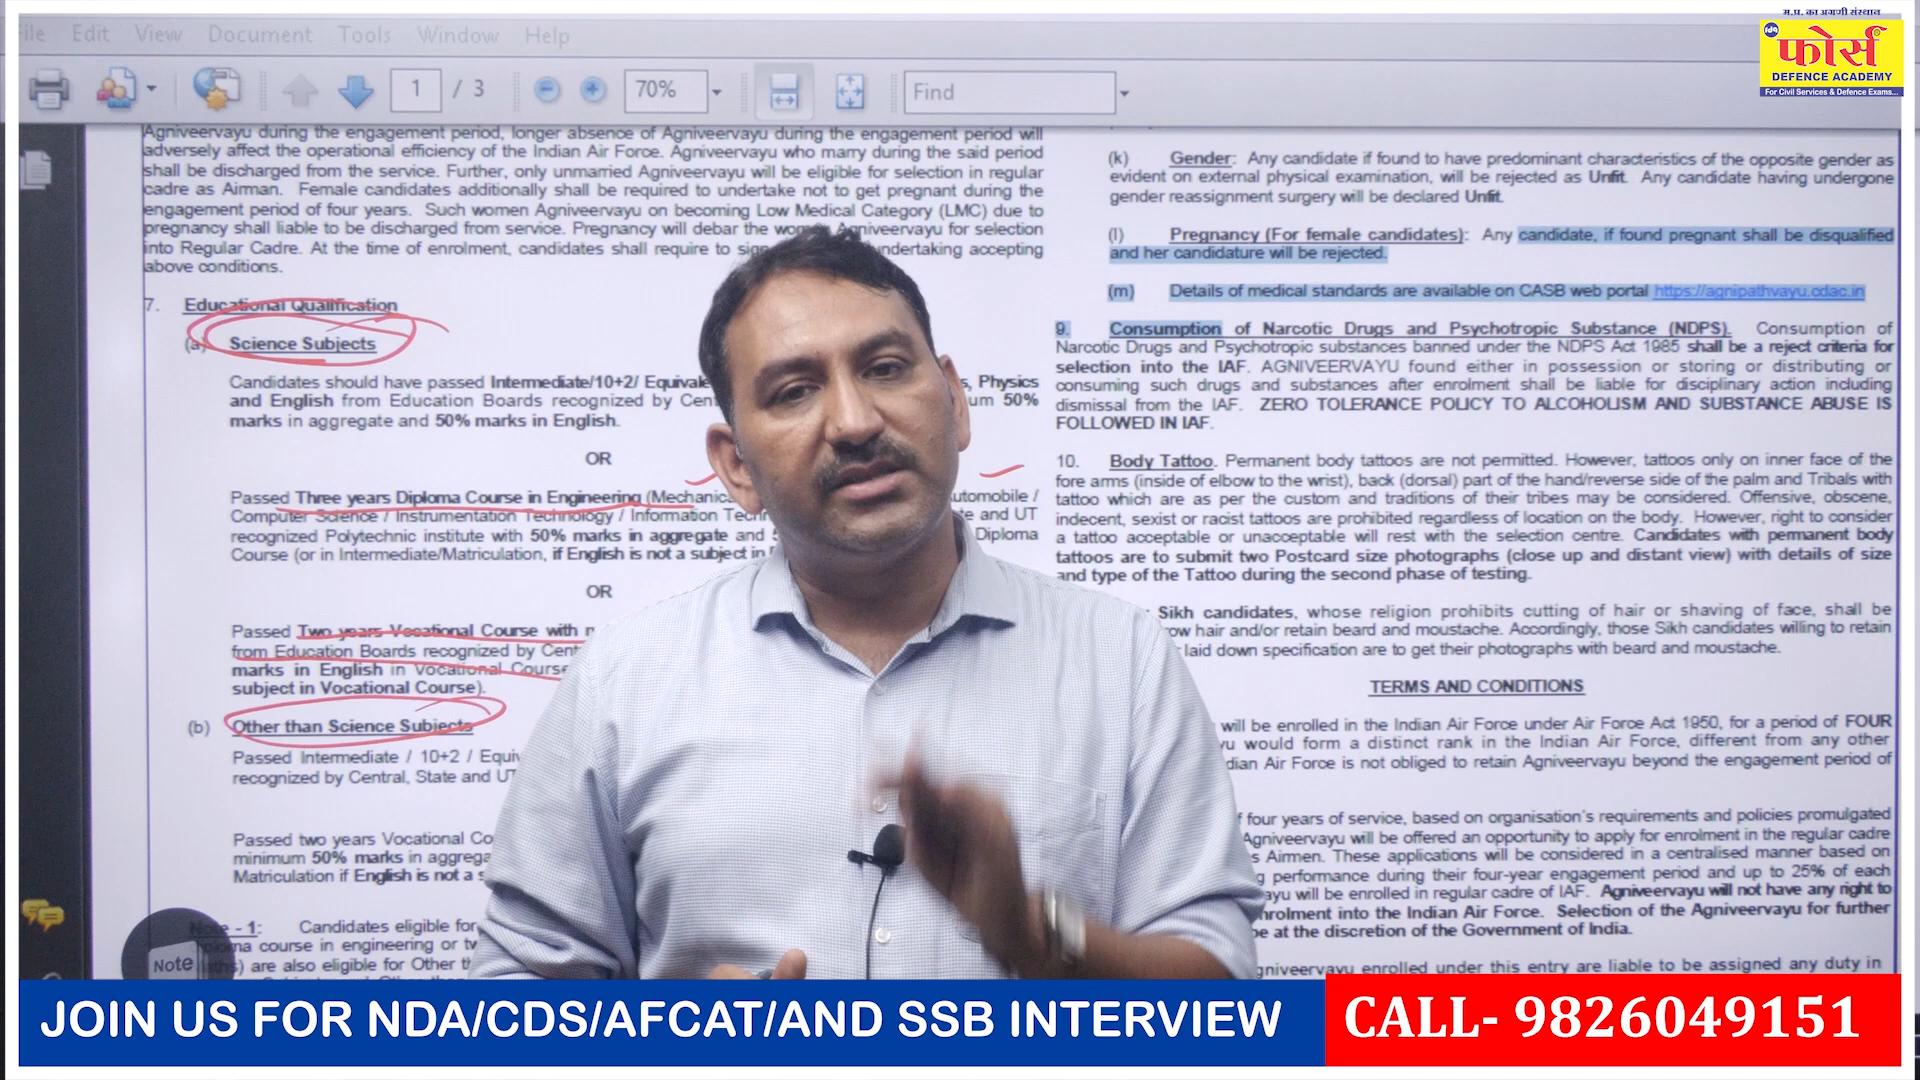 File Edit View Document Tools Window Help
1 / 3 70% Find
म.प्र. का अग्रणी संस्थान
फोर्स
DEFENCE ACADEMY
For Civil Services & Defence Exams...
Agniveervayu during the engagement period, longer absence of Agniveervayu during the engagement period will
adversely affect the operational efficiency of the Indian Air Force. Agniveervayu who marry during the said period
shall be discharged from the service. Further, only unmarried Agniveervayu will be eligible for selection in regular
cadre as Airman. Female candidates additionally shall be required to undertake not to get pregnant during the
engagement period of four years. Such women Agniveervayu on becoming Low Medical Category (LMC) due to
pregnancy shall liable to be discharged from service. Pregnancy will debar the women Agniveervayu for selection
into Regular Cadre. At the time of enrolment, candidates shall require to sign undertaking accepting
above conditions.
7. Educational Qualification
(a) Science Subjects
Candidates should have passed Intermediate/10+2/ Equivale , Physics
and English from Education Boards recognized by Cen um 50%
marks in aggregate and 50% marks in English.
OR
Passed Three years Diploma Course in Engineering (Mechanica utomobile /
Computer Science / Instrumentation Technology / Information Techn te and UT
recognized Polytechnic institute with 50% marks in aggregate and Diploma
Course (or in Intermediate/Matriculation, if English is not a subject in
OR
Passed Two years Vocational Course with
from Education Boards recognized by Cent
marks in English in Vocational Course
subject in Vocational Course).
(b) Other than Science Subjects
Passed Intermediate / 10+2 / Equiv
recognized by Central, State and UT
Passed two years Vocational Co
minimum 50% marks in aggrega
Matriculation if English is not a s
Note - 1: Candidates eligible for
loma course in engineering or tw
) are also eligible for Other th
Note
(k) Gender: Any candidate if found to have predominant characteristics of the opposite gender as
evident on external physical examination, will be rejected as Unfit. Any candidate having undergone
gender reassignment surgery will be declared Unfit.
(l) Pregnancy (For female candidates): Any candidate, if found pregnant shall be disqualified
and her candidature will be rejected.
(m) Details of medical standards are available on CASB web portal https://agnipathvayu.cdac.in
9. Consumption of Narcotic Drugs and Psychotropic Substance (NDPS). Consumption of
Narcotic Drugs and Psychotropic substances banned under the NDPS Act 1985 shall be a reject criteria for
selection into the IAF. AGNIVEERVAYU found either in possession or storing or distributing or
consuming such drugs and substances after enrolment shall be liable for disciplinary action including
dismissal from the IAF. ZERO TOLERANCE POLICY TO ALCOHOLISM AND SUBSTANCE ABUSE IS
FOLLOWED IN IAF.
10. Body Tattoo. Permanent body tattoos are not permitted. However, tattoos only on inner face of the
fore arms (inside of elbow to the wrist), back (dorsal) part of the hand/reverse side of the palm and Tribals with
tattoo which are as per the custom and traditions of their tribes may be considered. Offensive, obscene,
indecent, sexist or racist tattoos are prohibited regardless of location on the body. However, right to consider
a tattoo acceptable or unacceptable will rest with the selection centre. Candidates with permanent body
tattoos are to submit two Postcard size photographs (close up and distant view) with details of size
and type of the Tattoo during the second phase of testing.
Sikh candidates, whose religion prohibits cutting of hair or shaving of face, shall be
row hair and/or retain beard and moustache. Accordingly, those Sikh candidates willing to retain
laid down specification are to get their photographs with beard and moustache.
TERMS AND CONDITIONS
will be enrolled in the Indian Air Force under Air Force Act 1950, for a period of FOUR
yu would form a distinct rank in the Indian Air Force, different from any other
dian Air Force is not obliged to retain Agniveervayu beyond the engagement period of
f four years of service, based on organisation's requirements and policies promulgated
Agniveervayu will be offered an opportunity to apply for enrolment in the regular cadre
s Airmen. These applications will be considered in a centralised manner based on
g performance during their four-year engagement period and up to 25% of each
ayu will be enrolled in regular cadre of IAF. Agniveervayu will not have any right to
nrolment into the Indian Air Force. Selection of the Agniveervayu for further
be at the discretion of the Government of India.
gniveervayu enrolled under this entry are liable to be assigned any duty in
JOIN US FOR NDA/CDS/AFCAT/AND SSB INTERVIEW
CALL- 9826049151